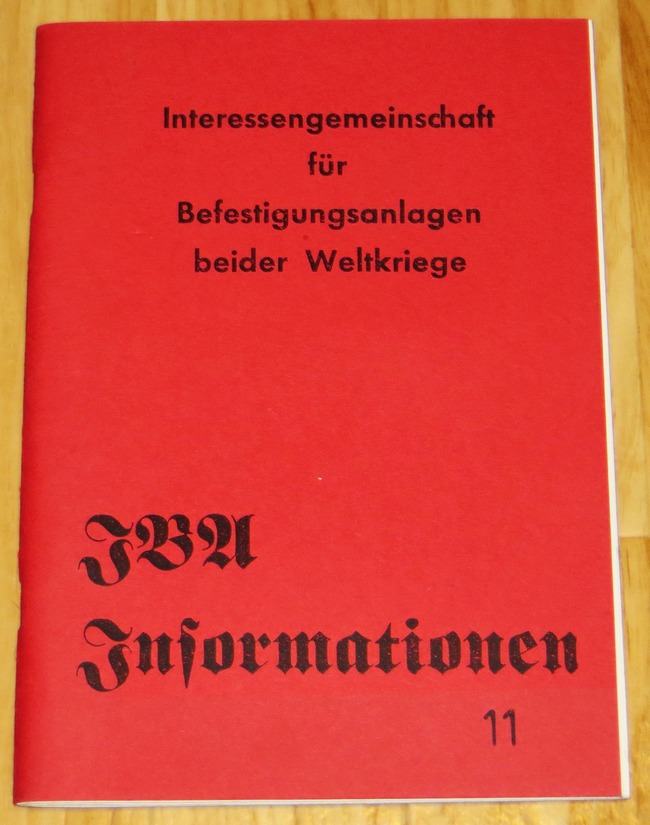 Interessengemeinschaft
für
Befestigungsanlagen
beider Weltkriege
IBA
Informationen
11